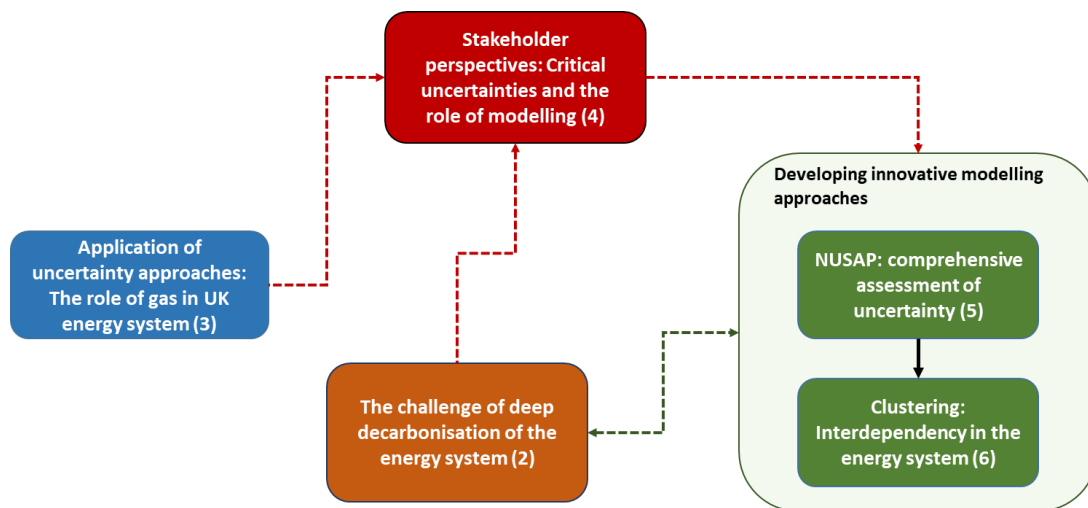 Stakeholder
perspectives: Critical
uncertainties and the
role of modelling (4)
Developing innovative modelling
approaches
Application of
uncertainty approaches:
The role of gas in UK
energy system (3)
NUSAP: comprehensive
assessment of
uncertainty (5)
The challenge of deep
decarbonisation of the
energy system (2)
Clustering:
Interdependency in the
energy system (6)